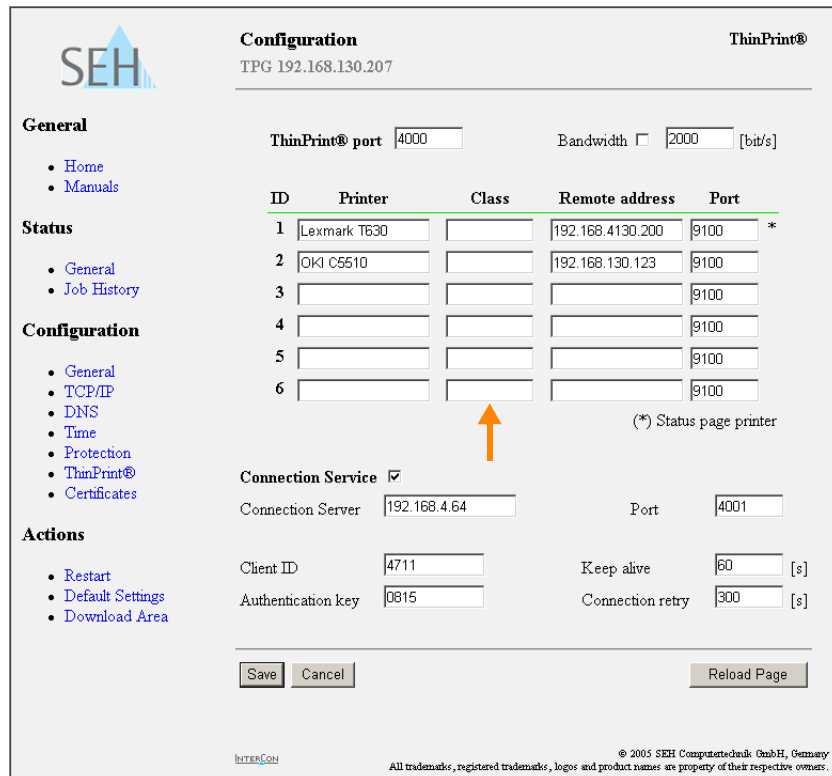 SEH
Configuration ThinPrint®
TPG 192.168.130.207
General
• Home
• Manuals
Status
• General
• Job History
Configuration
• General
• TCP/IP
• DNS
• Time
• Protection
• ThinPrint®
• Certificates
Actions
• Restart
• Default Settings
• Download Area
ThinPrint® port 4000 Bandwidth 2000 [bit/s]
ID Printer Class Remote address Port
1 Lexmark T630 192.168.4130.200 9100 *
2 OKI C5510 192.168.130.123 9100
3 9100
4 9100
5 9100
6 9100
(*) Status page printer
Connection Service
Connection Server 192.168.4.64 Port 4001
Client ID 4711 Keep alive 60 [s]
Authentication key 0815 Connection retry 300 [s]
Save Cancel Reload Page
INTERCON
© 2005 SEH Computertechnik GmbH, Germany
All trademarks, registered trademarks, logos and product names are property of their respective owners.